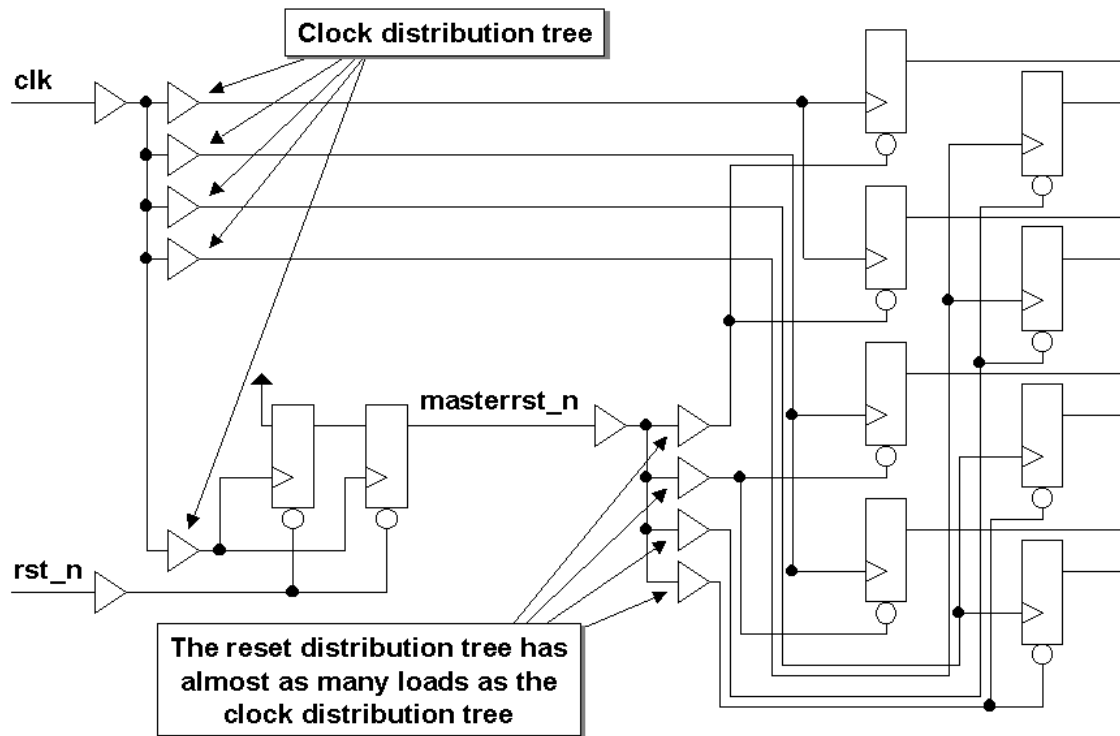 Clock distribution tree
clk
masterrst_n
rst_n
The reset distribution tree has
almost as many loads as the
clock distribution tree